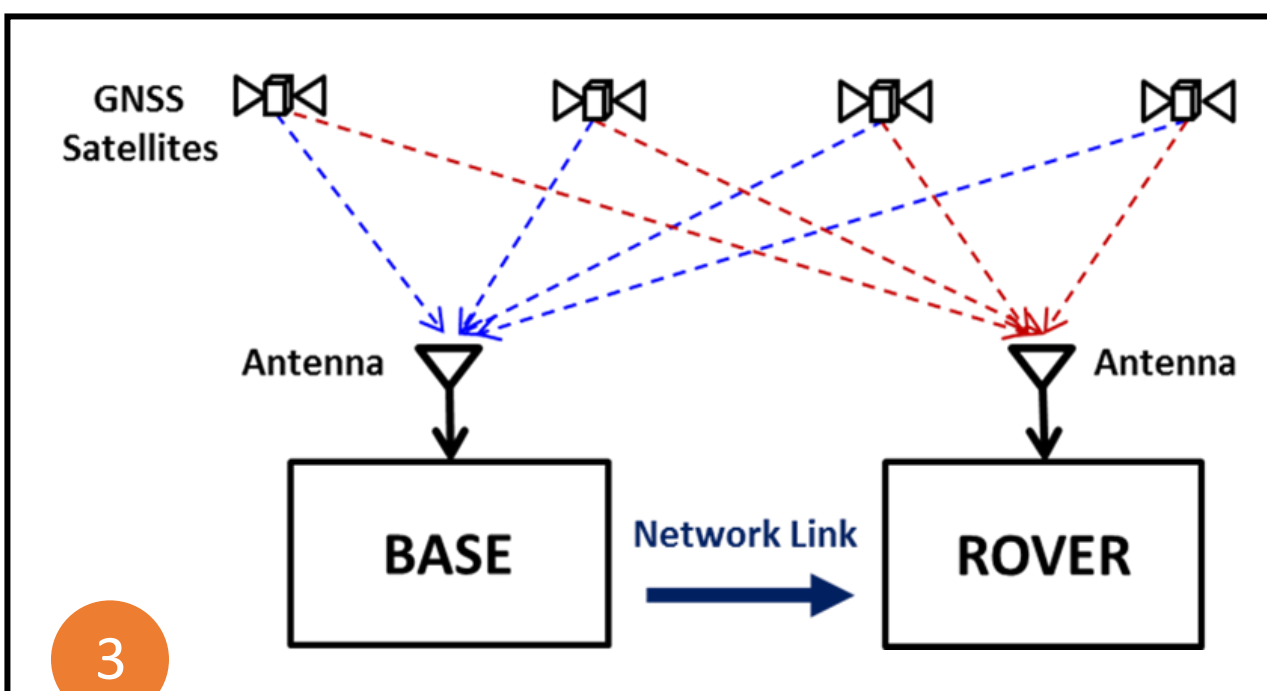 GNSS
Satellites
Antenna
Antenna
BASE
Network Link
ROVER
3